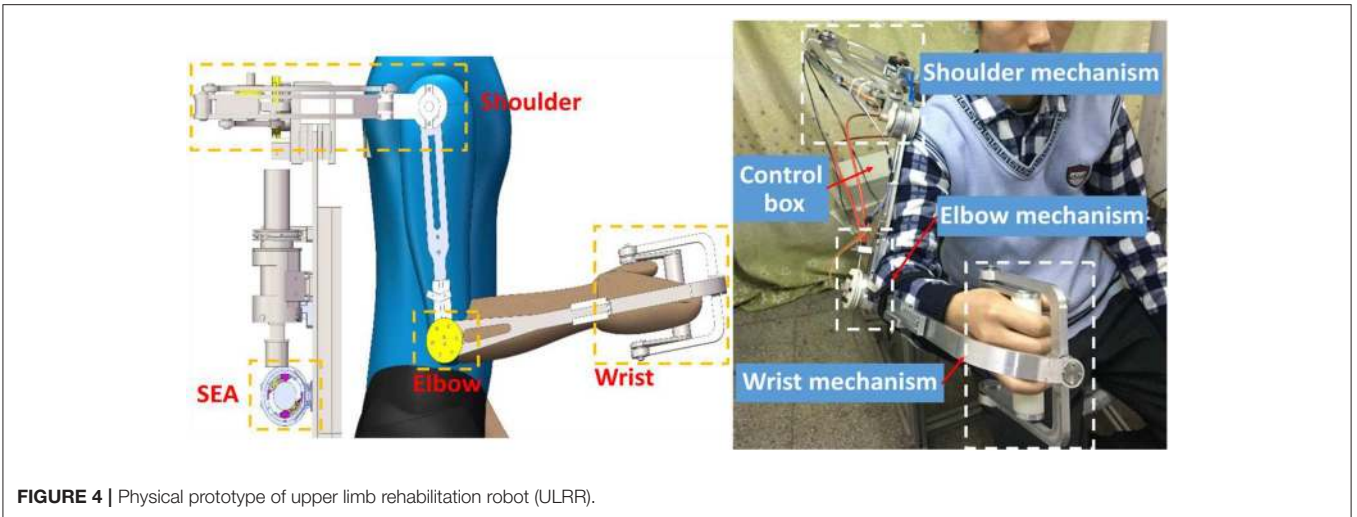 Shoulder
SEA
Elbow
Wrist
Shoulder mechanism
Control
box
Elbow mechanism
Wrist mechanism
FIGURE 4 | Physical prototype of upper limb rehabilitation robot (ULRR).